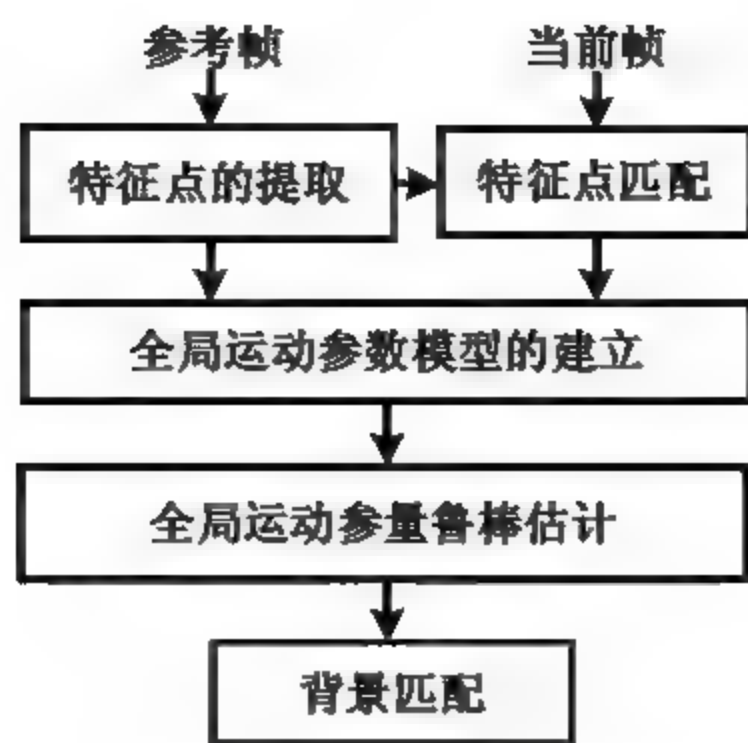 参考帧 当前帧
特征点的提取 特征点匹配
全局运动参数模型的建立
全局运动参量鲁棒估计
背景匹配